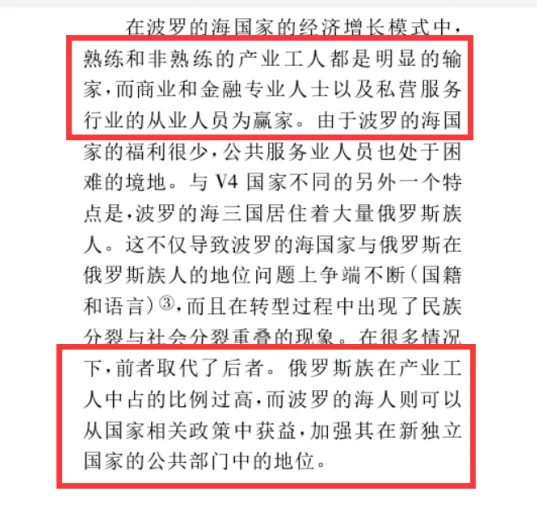 在波罗的海国家的经济增长模式中，
熟练和非熟练的产业工人都是明显的输
家，而商业和金融专业人士以及私营服务
行业的从业人员为赢家。由于波罗的海国
家的福利很少，公共服务业人员也处于困
难的境地。与 V4 国家不同的另外一个特
点是，波罗的海三国居住着大量俄罗斯族
人。这不仅导致波罗的海国家与俄罗斯在
俄罗斯族人的地位问题上争端不断（国籍
和语言）③，而且在转型过程中出现了民族
分裂与社会分裂重叠的现象。在很多情况
下，前者取代了后者。俄罗斯族在产业工
人中占的比例过高，而波罗的海人则可以
从国家相关政策中获益，加强其在新独立
国家的公共部门中的地位。